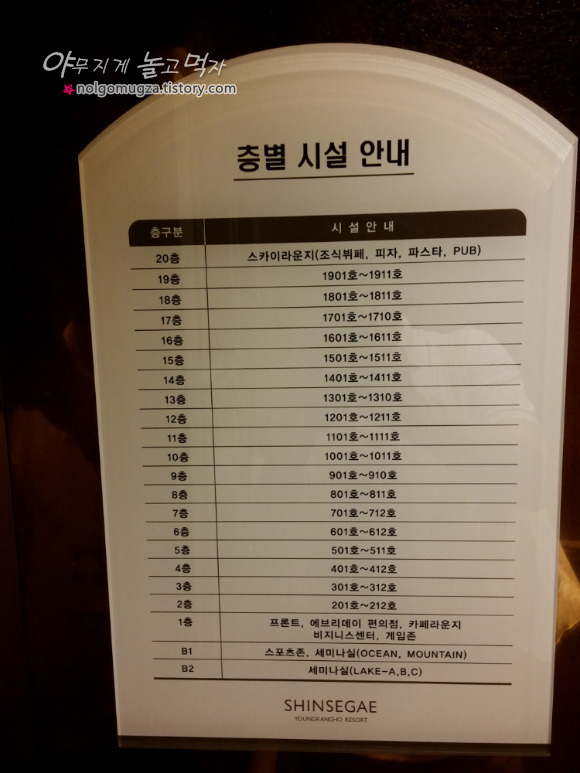 야무지게 놀고먹자
nolgomugza.tistory.com
층별 시설 안내
층구분 시 설 안 내
20층 스카이라운지(조식뷔페, 피자, 파스타, PUB)
19층 1901호~1911호
18층 1801호~1811호
17층 1701호~1710호
16층 1601호~1611호
15층 1501호~1511호
14층 1401호~1411호
13층 1301호~1310호
12층 1201호~1211호
11층 1101호~1111호
10층 1001호~1011호
9층 901호~910호
8층 801호~811호
7층 701호~712호
6층 601호~612호
5층 501호~511호
4층 401호~412호
3층 301호~312호
2층 201호~212호
1층 프론트, 에브리데이 편의점, 카페라운지
비지니스센터, 게임존
B1 스포츠존, 세미나실(OCEAN, MOUNTAIN)
B2 세미나실(LAKE-A,B,C)
SHINSEGAE
YOUNGRANGHO RESORT